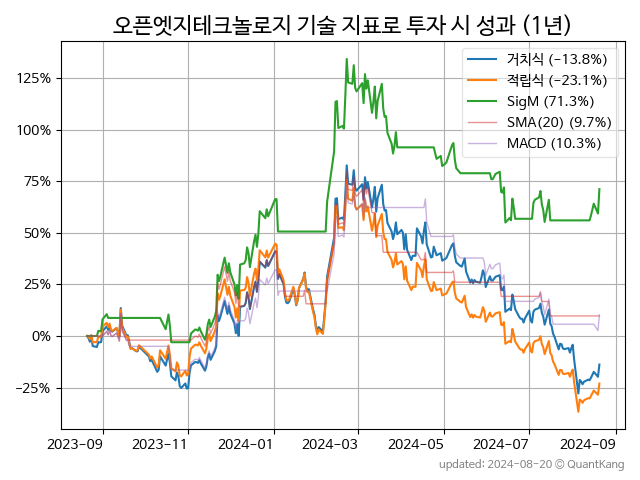 오픈엣지테크놀로지 기술 지표로 투자 시 성과 (1년)
거치식 (−13.8%)
적립식 (−23.1%)
SigM (71.3%)
SMA(20) (9.7%)
MACD (10.3%)
125%
100%
75%
50%
25%
0%
−25%
2023-09 2023-11 2024-01 2024-03 2024-05 2024-07 2024-09
updated: 2024-08-20 © QuantKang